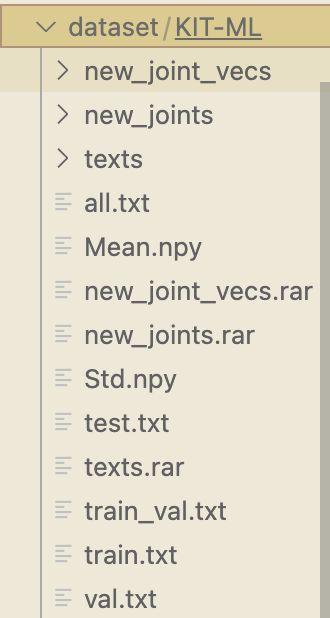 dataset/KIT-ML
new_joint_vecs
new_joints
texts
all.txt
Mean.npy
new_joint_vecs.rar
new_joints.rar
Std.npy
test.txt
texts.rar
train_val.txt
train.txt
val.txt